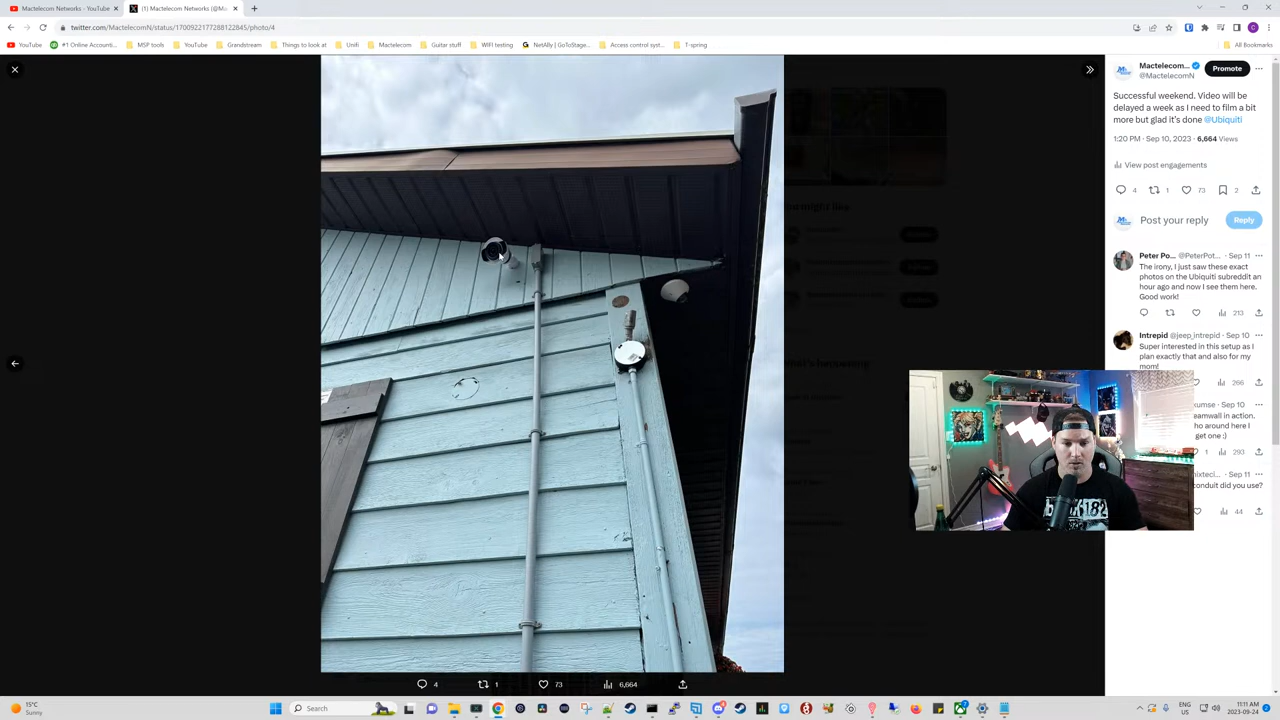 Mactelecom Networks - YouTube
(1) Mactelecom Networks (@Ma
twitter.com/MactelecomN/status/1700922177288122845/photo/4
YouTube
#1 Online Accounti...
MSP tools
YouTube
Grandstream
Things to look at
Unifi
Mactelecom
Guitar stuff
WIFI testing
NetAlly | GoToStage...
Access control syst...
T-spring
All Bookmarks
Mactelecom...
@MactelecomN
Promote
Successful weekend. Video will be
delayed a week as I need to film a bit
more but glad it's done @Ubiquiti
1:20 PM · Sep 10, 2023 · 6,664 Views
View post engagements
4 1 73 2
Post your reply
Reply
Peter Po... @PeterPot... · Sep 11
The irony, I just saw these exact
photos on the Ubiquiti subreddit an
hour ago and now I see them here.
Good work!
213
Intrepid @jeep_intrepid · Sep 10
Super interested in this setup as I
plan exactly that and also for my
mom!
266
kumse · Sep 10
eamwall in action.
ho around here I
get one :)
1 293
Sep 11
conduit did you use?
44
blink-182
4 1 73 6,664
15°C
Sunny
Search
ENG
US
11:11 AM
2023-09-24